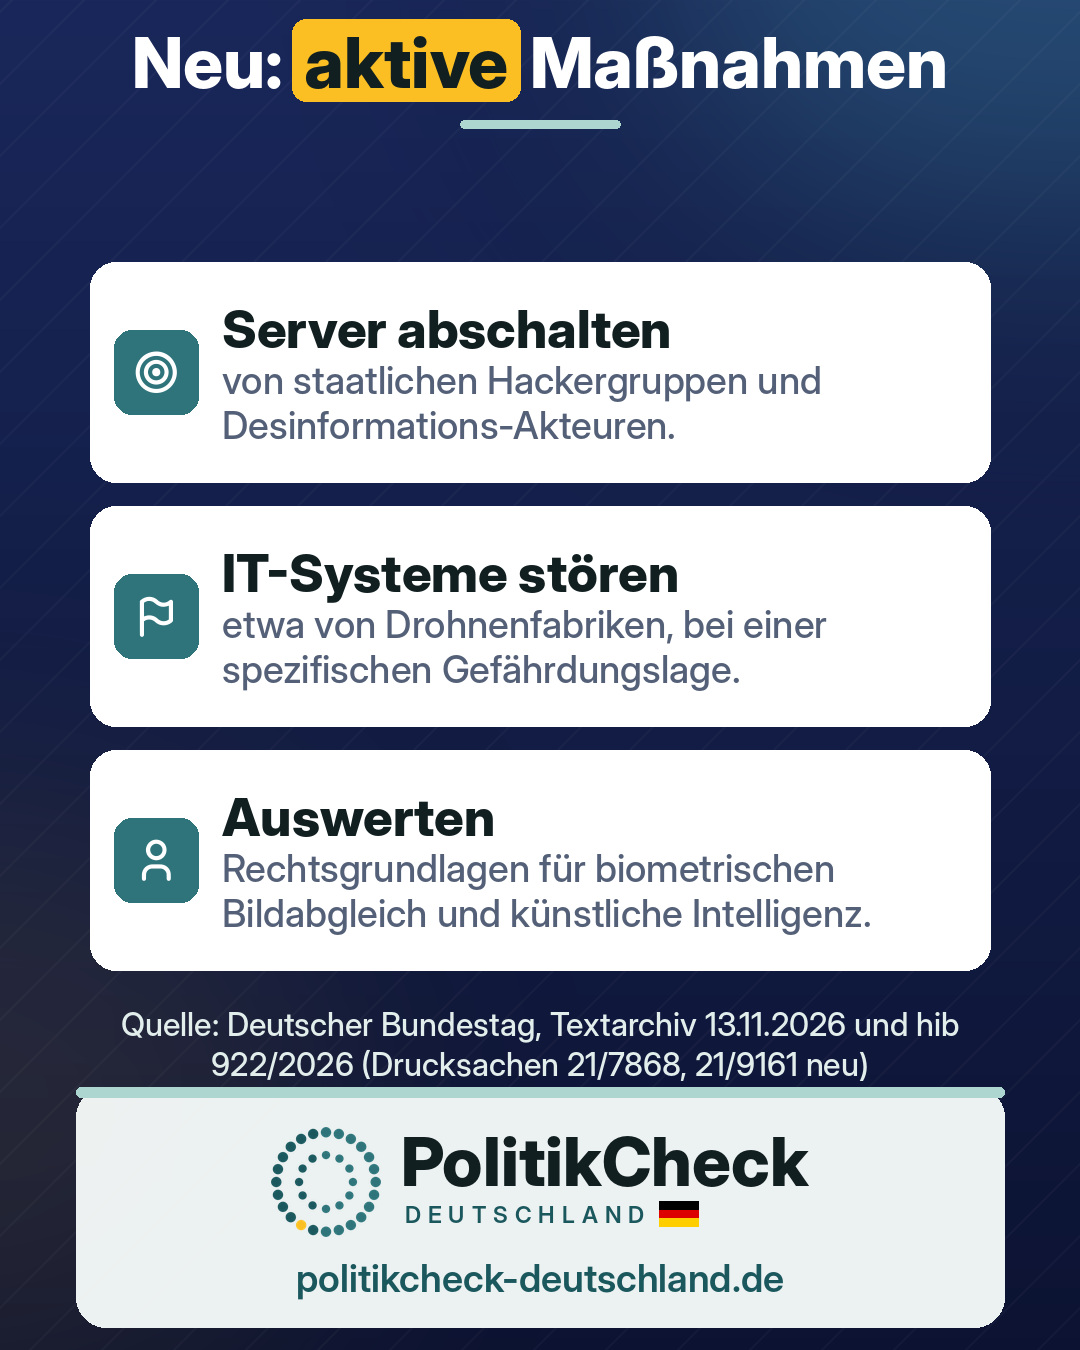 Neu: aktive Maßnahmen
Server abschalten
von staatlichen Hackergruppen und
Desinformations-Akteuren.
IT-Systeme stören
etwa von Drohnenfabriken, bei einer
spezifischen Gefährdungslage.
Auswerten
Rechtsgrundlagen für biometrischen
Bildabgleich und künstliche Intelligenz.
Quelle: Deutscher Bundestag, Textarchiv 13.11.2026 und hib
922/2026 (Drucksachen 21/7868, 21/9161 neu)
PolitikCheck
DEUTSCHLAND
politikcheck-deutschland.de